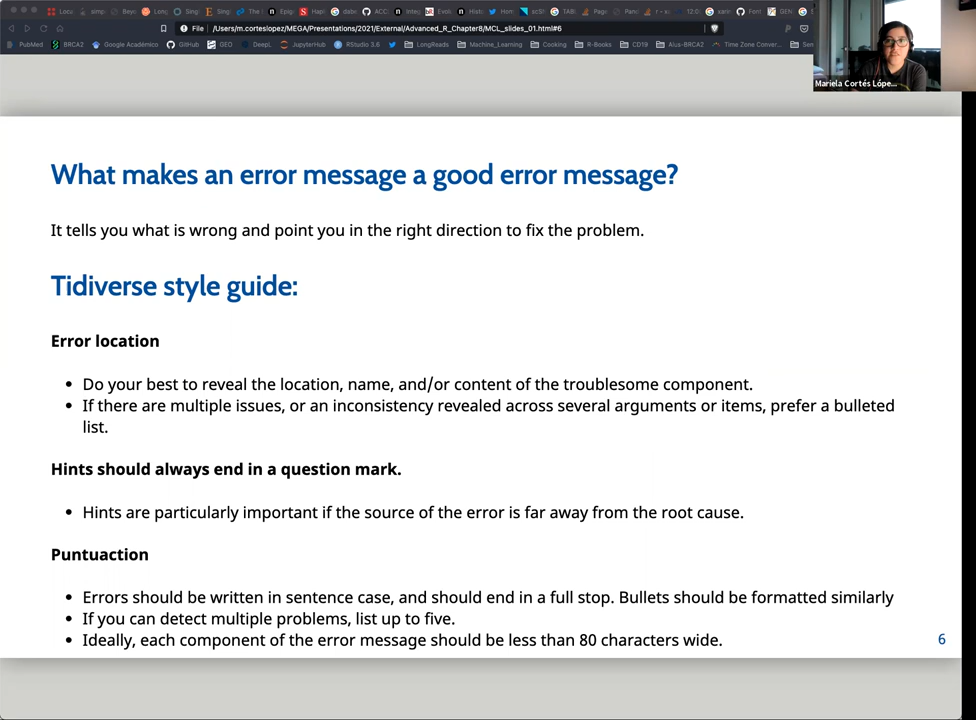 File /Users/m.corteslopez/MEGA/Presentations/2021/External/Advanced_R_Chapter8/MCL_slides_01.html#6
PubMed BRCA2 Google Académico GitHub GEO DeepL JupyterHub RStudio 3.6 LongReads Machine_Learning Cooking R-Books CD19 Alus-BRCA2 Time Zone Conver...
Mariela Cortés Lópe...
What makes an error message a good error message?
It tells you what is wrong and point you in the right direction to fix the problem.
Tidiverse style guide:
Error location
• Do your best to reveal the location, name, and/or content of the troublesome component.
• If there are multiple issues, or an inconsistency revealed across several arguments or items, prefer a bulleted
list.
Hints should always end in a question mark.
• Hints are particularly important if the source of the error is far away from the root cause.
Puntuaction
• Errors should be written in sentence case, and should end in a full stop. Bullets should be formatted similarly
• If you can detect multiple problems, list up to five.
• Ideally, each component of the error message should be less than 80 characters wide.
6